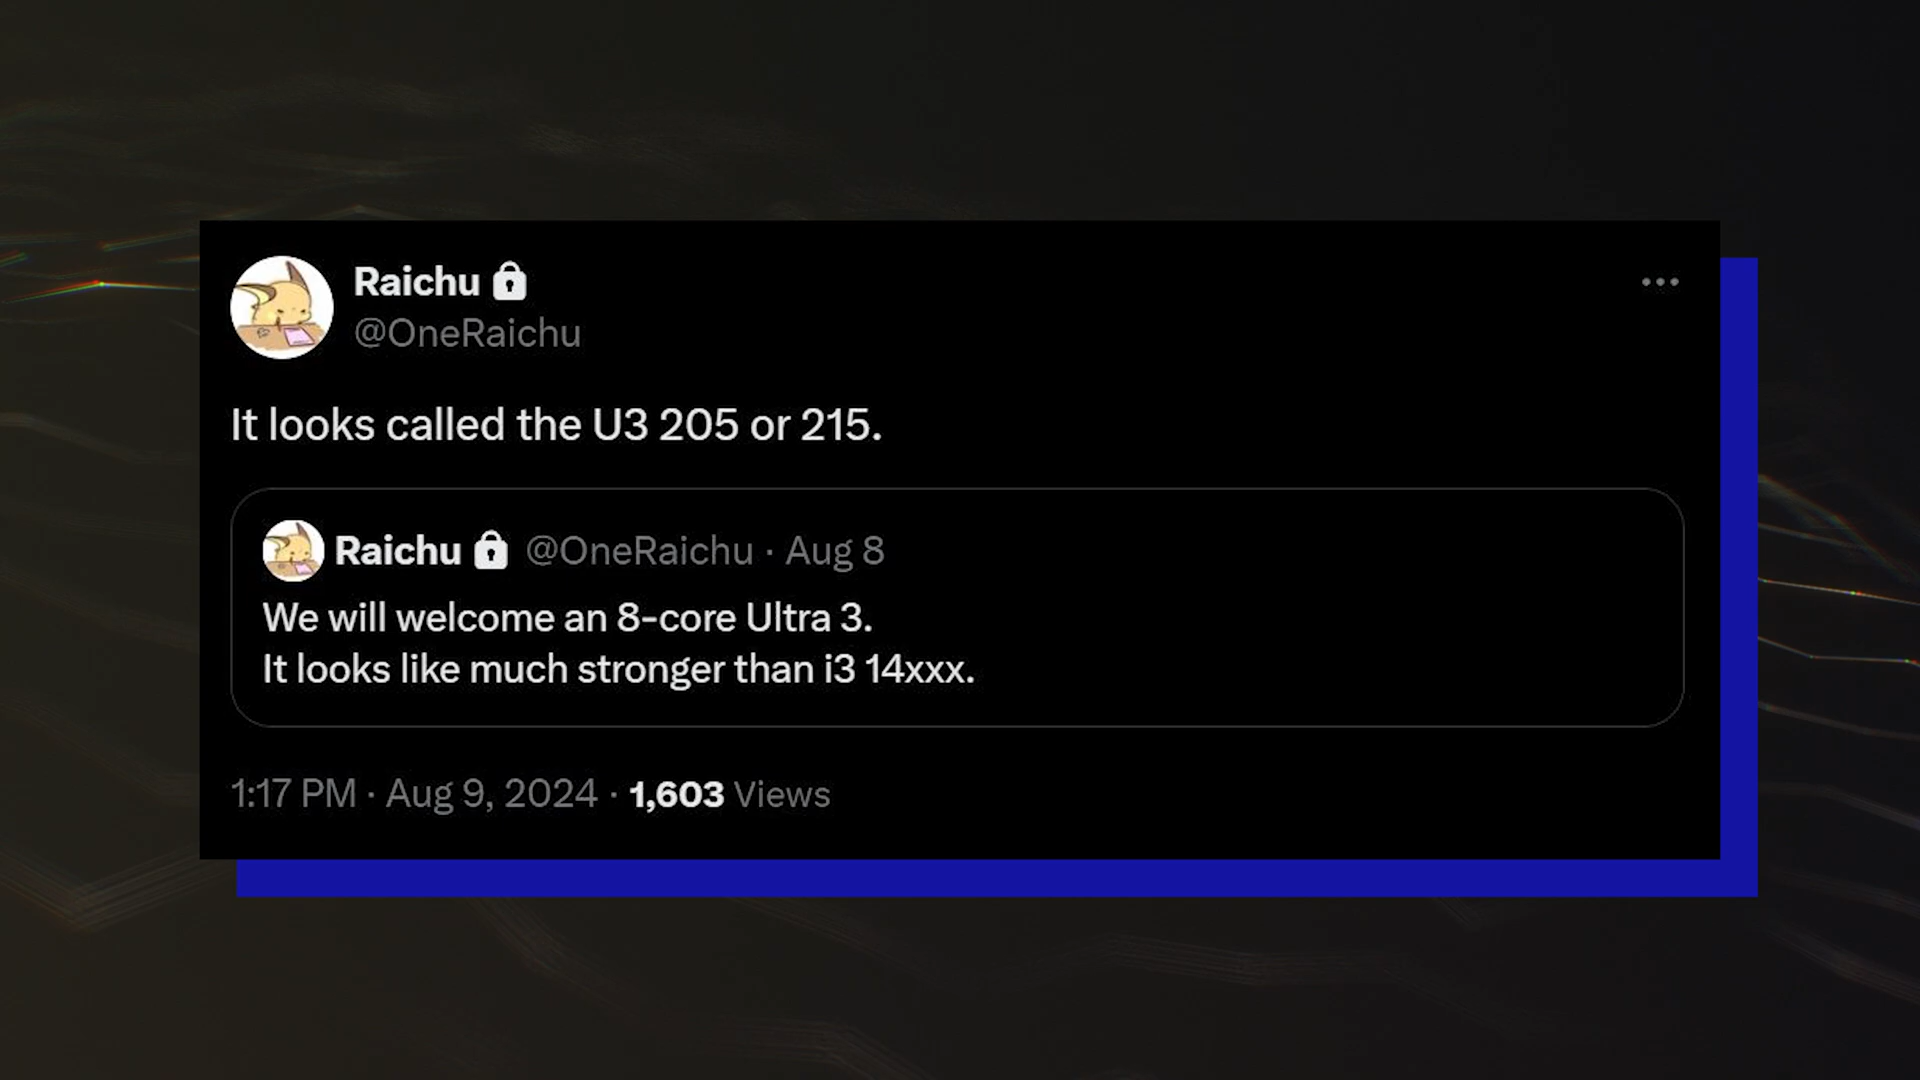 Raichu
@OneRaichu
It looks called the U3 205 or 215.
Raichu @OneRaichu · Aug 8
We will welcome an 8-core Ultra 3.
It looks like much stronger than i3 14xxx.
1:17 PM · Aug 9, 2024 · 1,603 Views